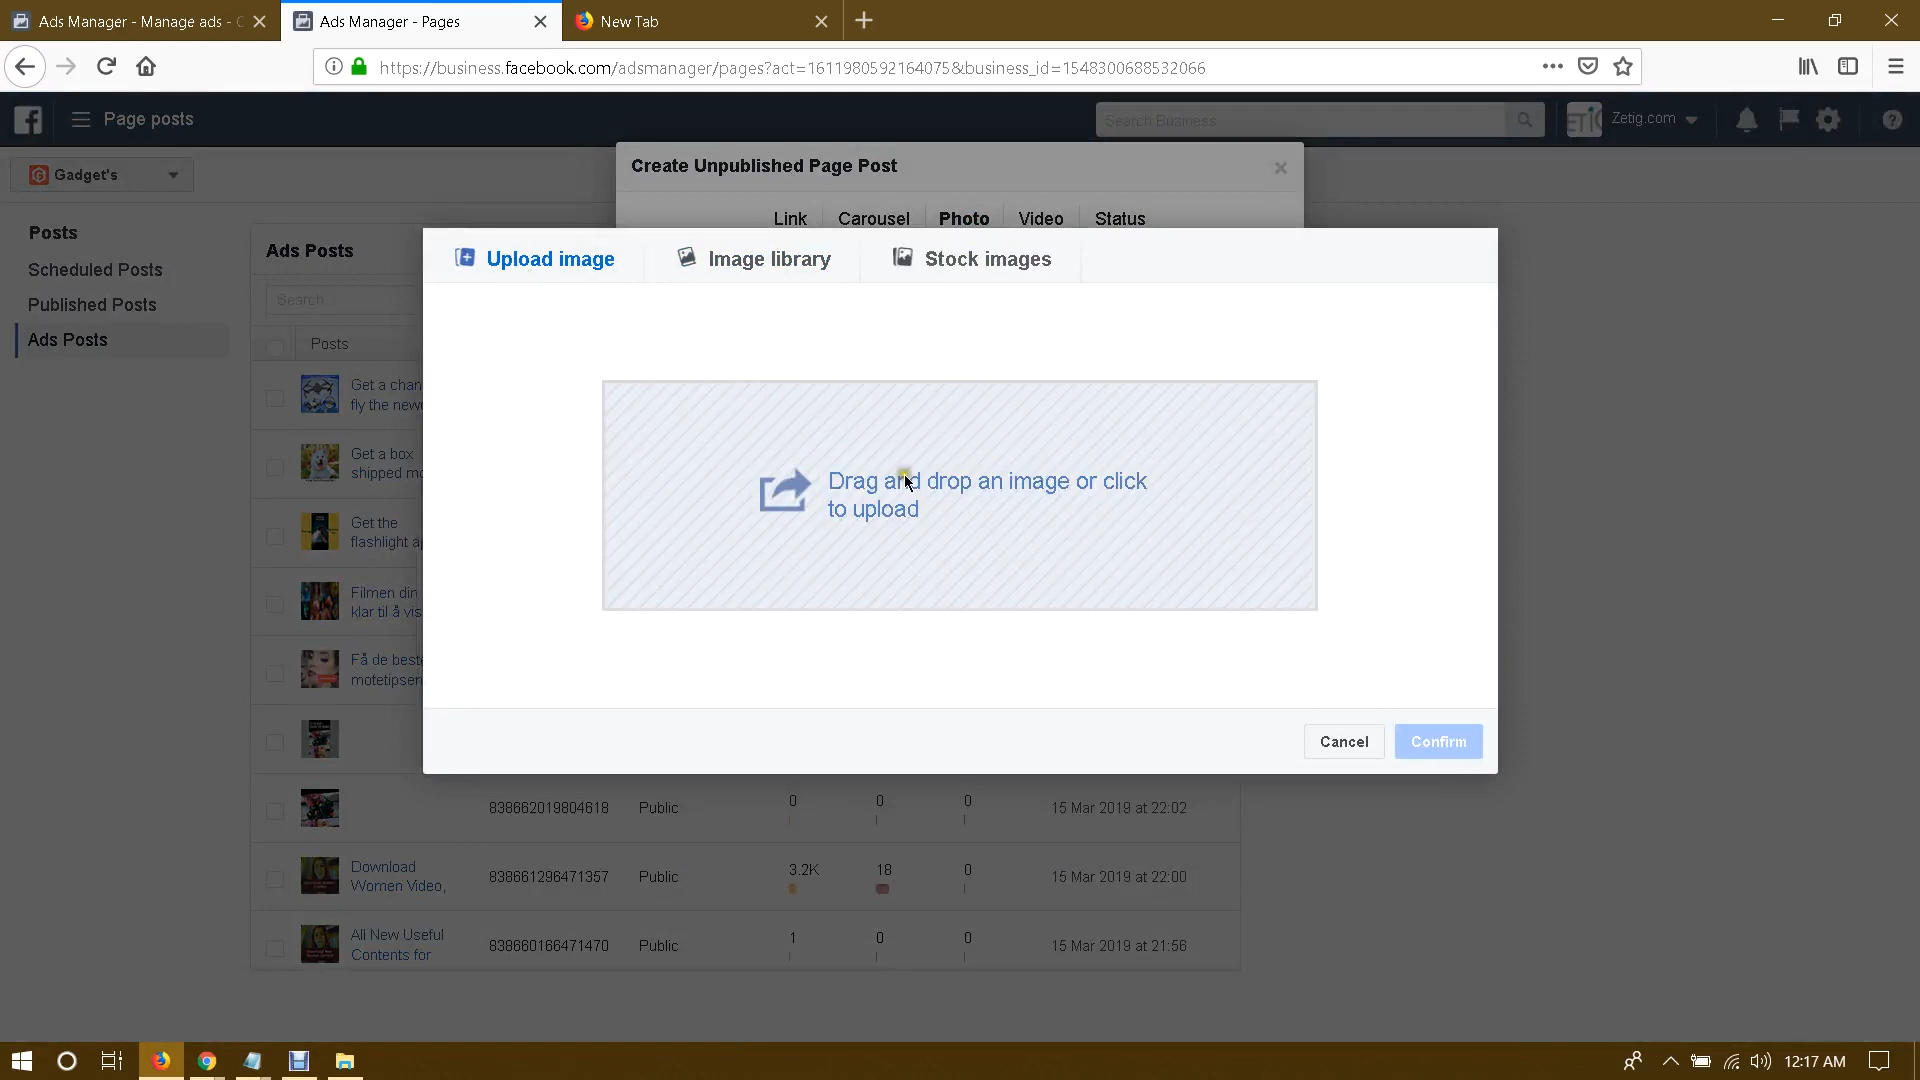 Ads Manager - Manage ads - C
Ads Manager - Pages
New Tab
https://business.facebook.com/adsmanager/pages?act=1611980592164075&business_id=1548300688532066
Page posts
Search Business
Zetig.com
Gadget's
Create Unpublished Page Post
Link Carousel Photo Video Status
Posts
Scheduled Posts
Published Posts
Ads Posts
Ads Posts
Search
Posts
Upload image
Image library
Stock images
Drag and drop an image or click
to upload
Cancel
Confirm
Get a chan
fly the new
Get a box
shipped mo
Get the
flashlight a
Filmen din
klar til å vis
Få de beste
motetipsen
838662019804618 Public 0 0 0 15 Mar 2019 at 22:02
Download
Women Video,
838661296471357 Public 3.2K 18 0 15 Mar 2019 at 22:00
All New Useful
Contents for
838660166471470 Public 1 0 0 15 Mar 2019 at 21:56
12:17 AM